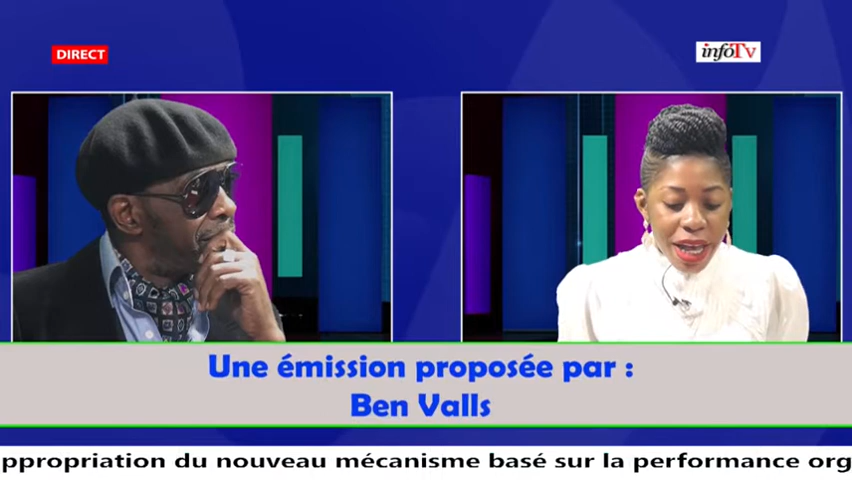 DIRECT
infoTv
Une émission proposée par :
Ben Valls
ppropriation du nouveau mécanisme basé sur la performance org